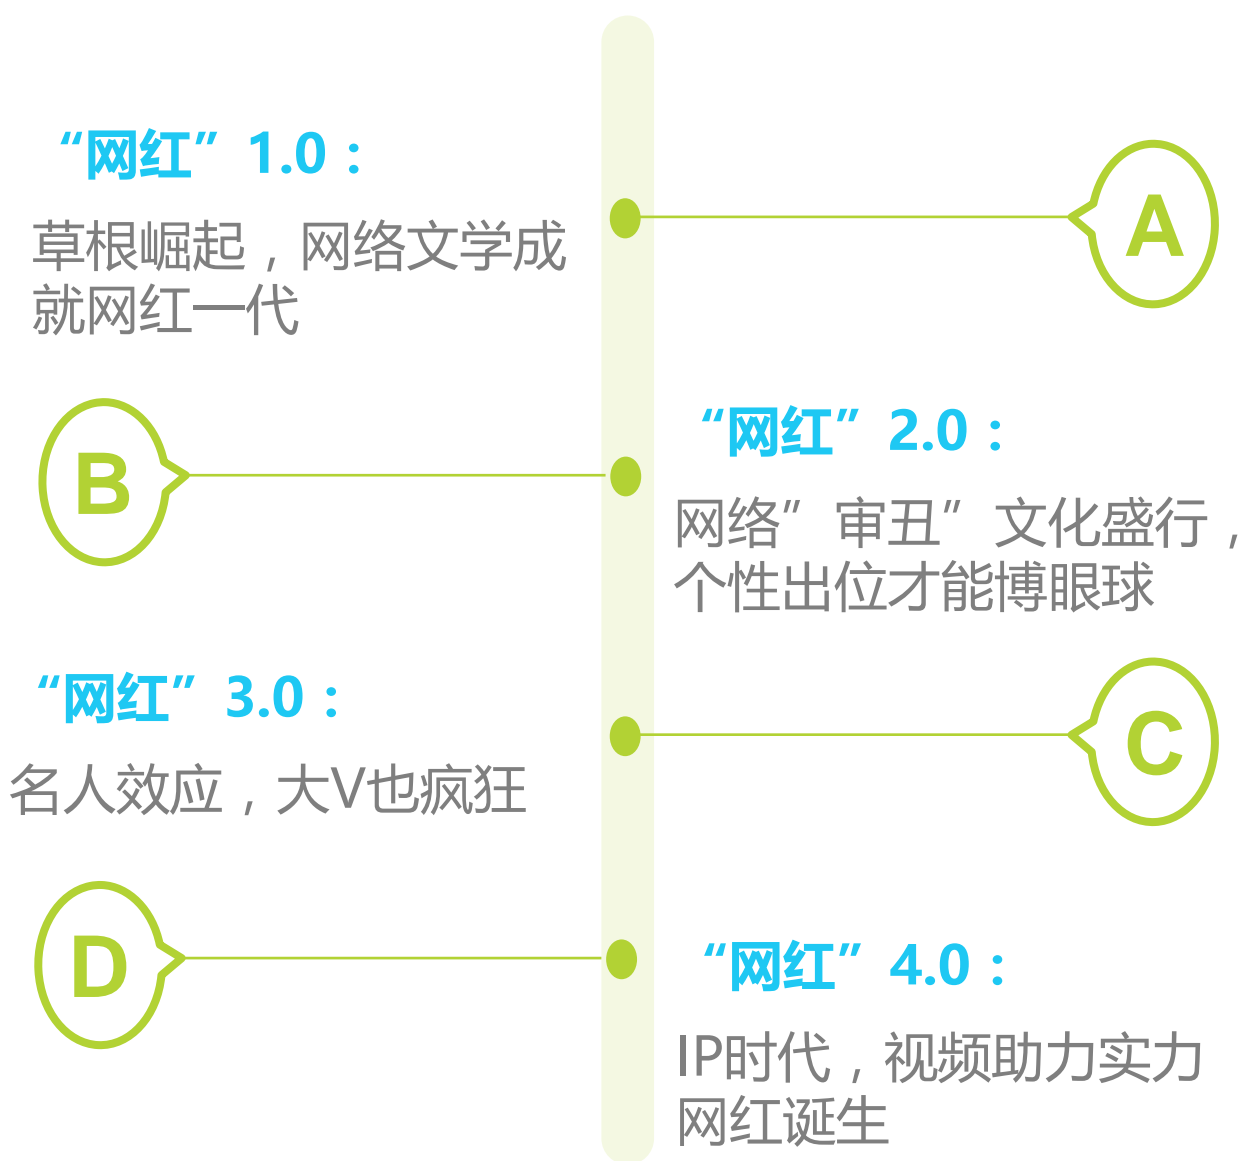 “网红”1.0：
草根崛起，网络文学成
就网红一代
A
B
“网红”2.0：
网络”审丑”文化盛行，
个性出位才能博眼球
“网红”3.0：
名人效应，大V也疯狂
C
D
“网红”4.0：
IP时代，视频助力实力
网红诞生